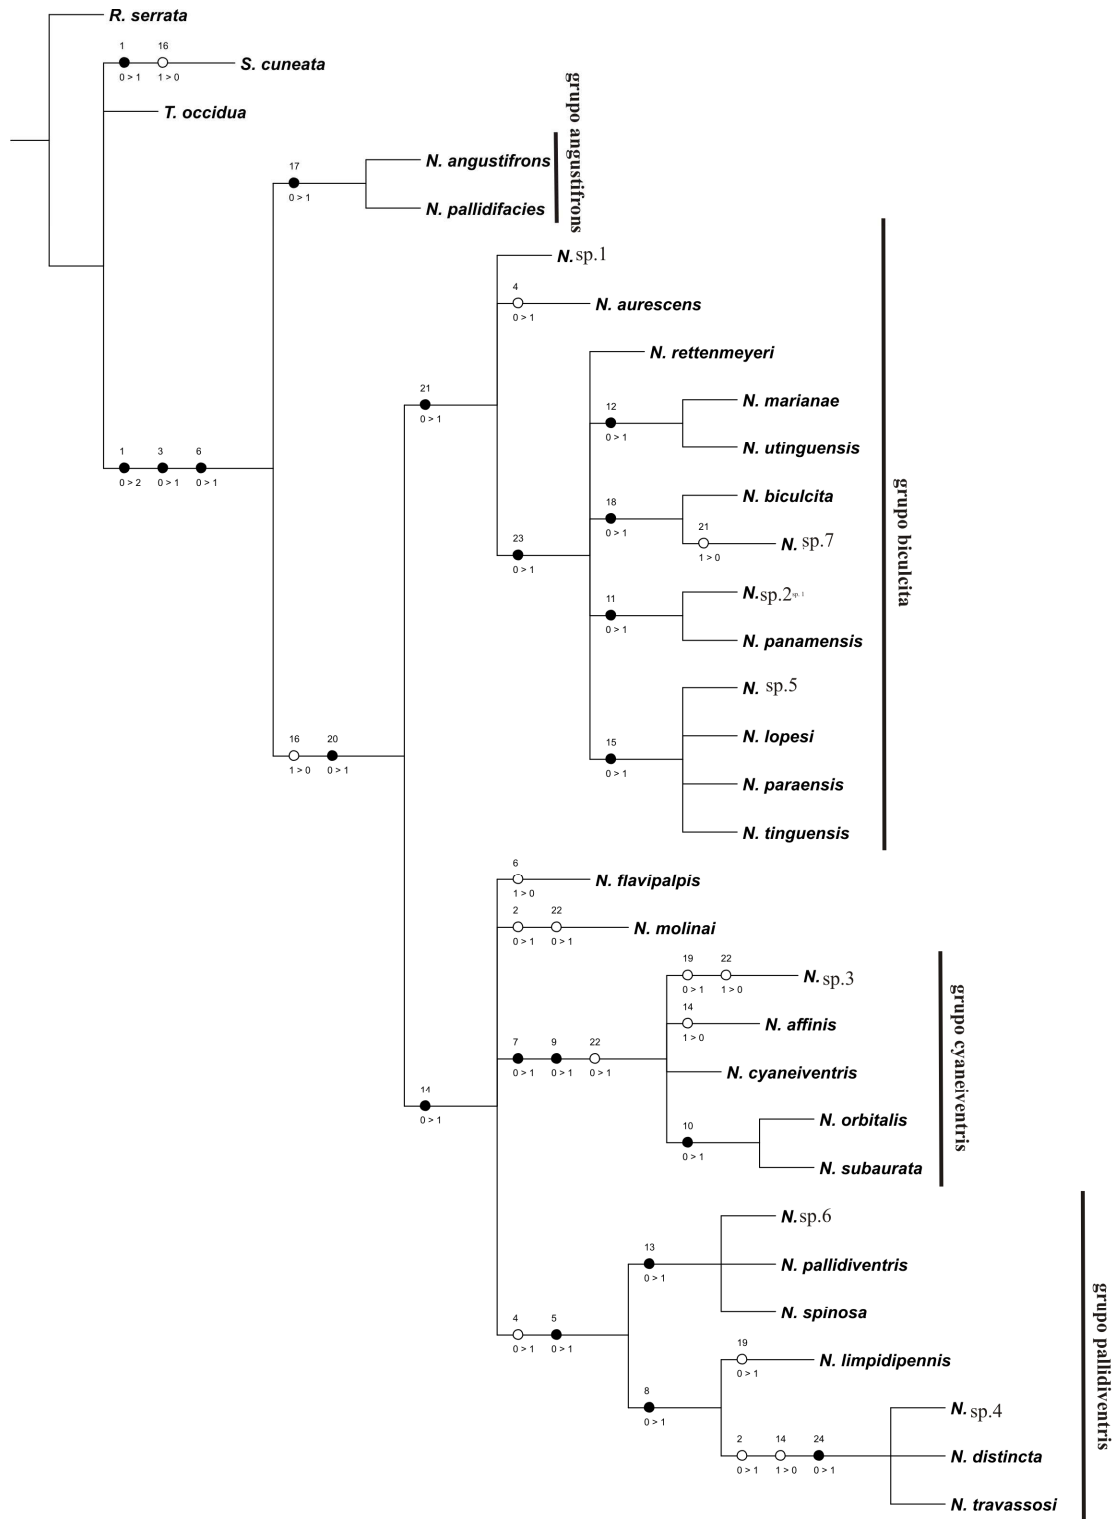 R. serrata
1 16
0 > 1 1 > 0
S. cuneata
T. occidua
grupo angustifrons
N. angustifrons
17
0 > 1
N. pallidifacies
N. sp.1
4
0 > 1
N. aurescens
N. rettenmeyeri
21
0 > 1
12
0 > 1
N. marianae
N. utinguensis
1 3 6
0 > 2 0 > 1 0 > 1
grupo biculcita
18
0 > 1
N. biculcita
21
1 > 0
N. sp.7
23
0 > 1
11
0 > 1
N. sp.2 sp. 1
N. panamensis
N. sp.5
N. lopesi
16 20
1 > 0 0 > 1
15
0 > 1
N. paraensis
N. tinguensis
6
1 > 0
N. flavipalpis
2 22
0 > 1 0 > 1
N. molinai
19 22
0 > 1 1 > 0
N. sp.3
14
1 > 0
N. affinis
grupo cyaneiventris
7 9 22
0 > 1 0 > 1 0 > 1
N. cyaneiventris
14
0 > 1
10
0 > 1
N. orbitalis
N. subaurata
N. sp.6
13
0 > 1
N. pallidiventris
N. spinosa
4 5
0 > 1 0 > 1
grupo pallidiventris
19
0 > 1
N. limpidipennis
8
0 > 1
N. sp.4
2 14 24
0 > 1 1 > 0 0 > 1
N. distincta
N. travassosi